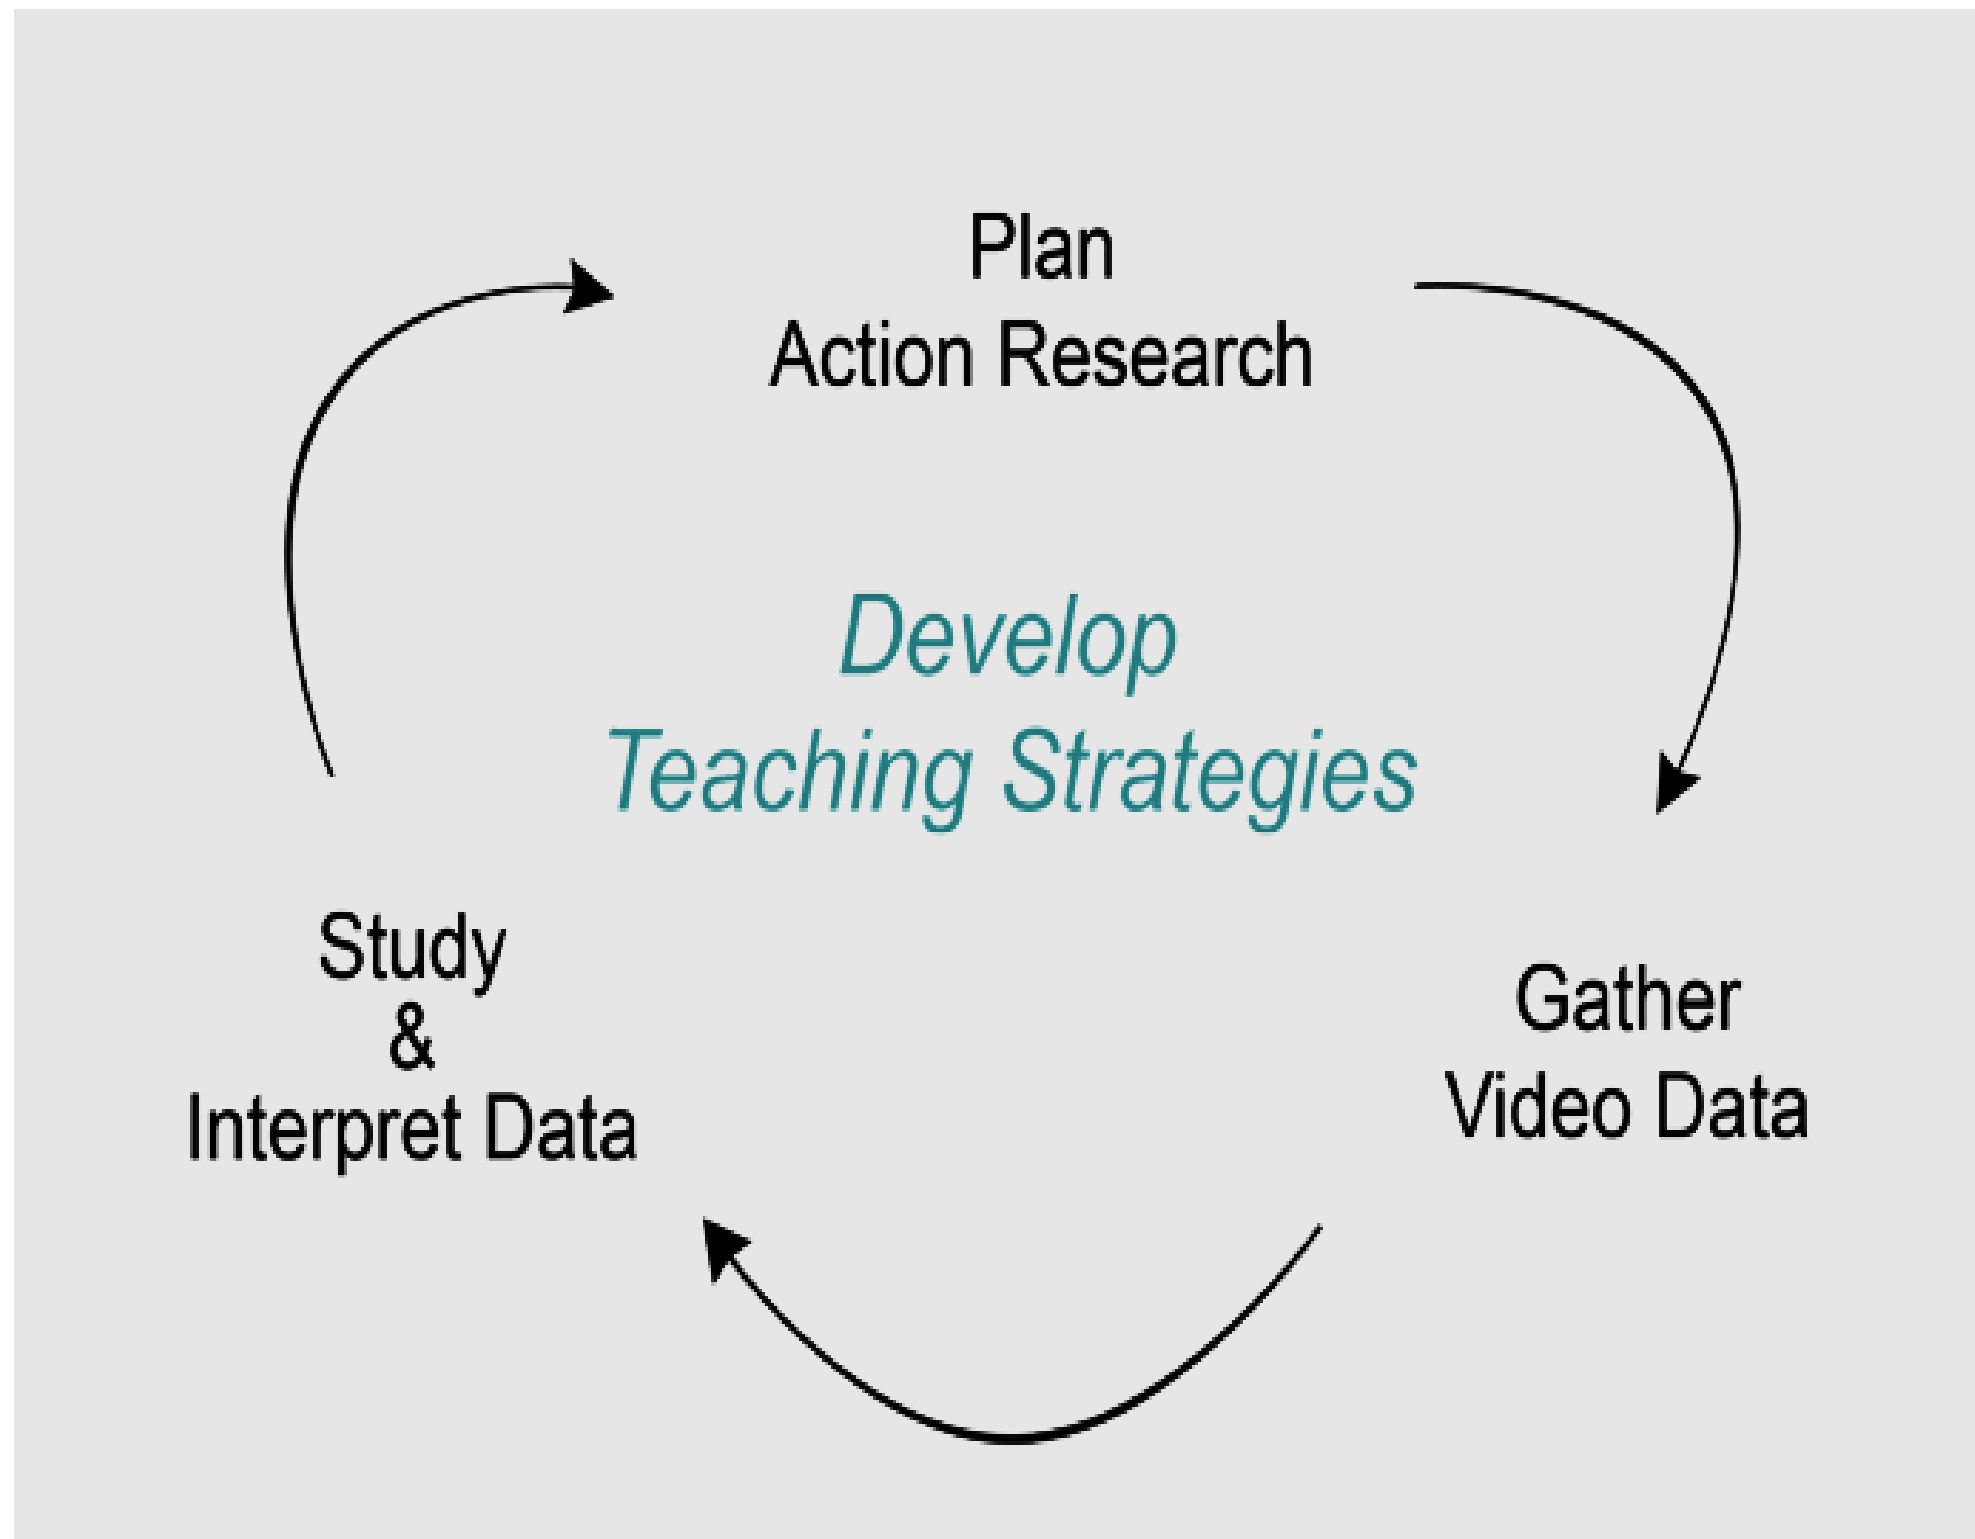 Plan
Action Research
Develop
Teaching Strategies
Study
&
Interpret Data
Gather
Video Data